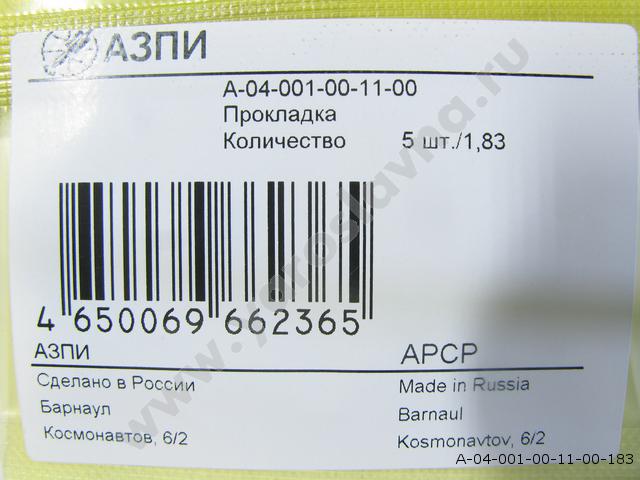 АЗПИ
А-04-001-00-11-00
Прокладка
Количество 5 шт./1,83
4 650069 662365
АЗПИ APCP
Сделано в России Made in Russia
Барнаул Barnaul
Космонавтов, 6/2 Kosmonavtov, 6/2
www.yaroslavna.ru
A-04-001-00-11-00-183